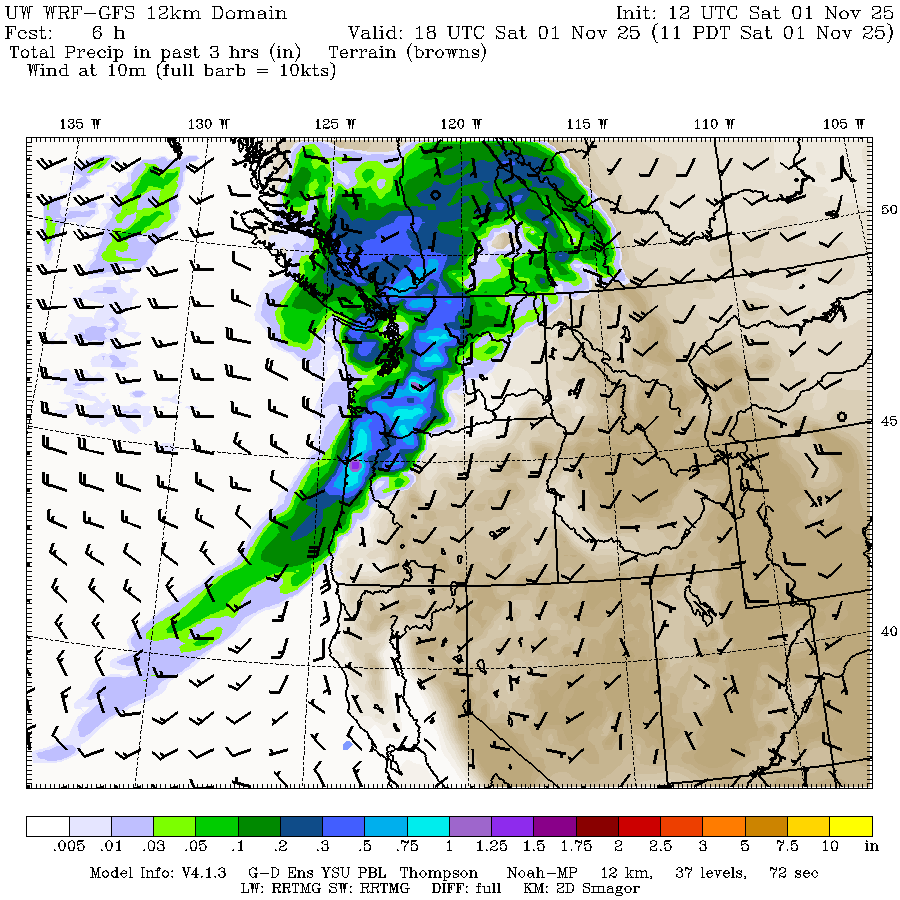 UW WRF-GFS 12km Domain Init: 12 UTC Sat 01 Nov 25
Fcst: 6 h Valid: 18 UTC Sat 01 Nov 25 (11 PDT Sat 01 Nov 25)
Total Precip in past 3 hrs (in) Terrain (browns)
Wind at 10m (full barb = 10kts)
135 W 130 W 125 W 120 W 115 W 110 W 105 W
50
45
40
.005 .01 .03 .05 .1 .2 .3 .5 .75 1 1.25 1.5 1.75 2 2.5 3 5 7.5 10 in
Model Info: V4.1.3 G-D Ens YSU PBL Thompson Noah-MP 12 km, 37 levels, 72 sec
LW: RRTMG SW: RRTMG DIFF: full KM: 2D Smagor